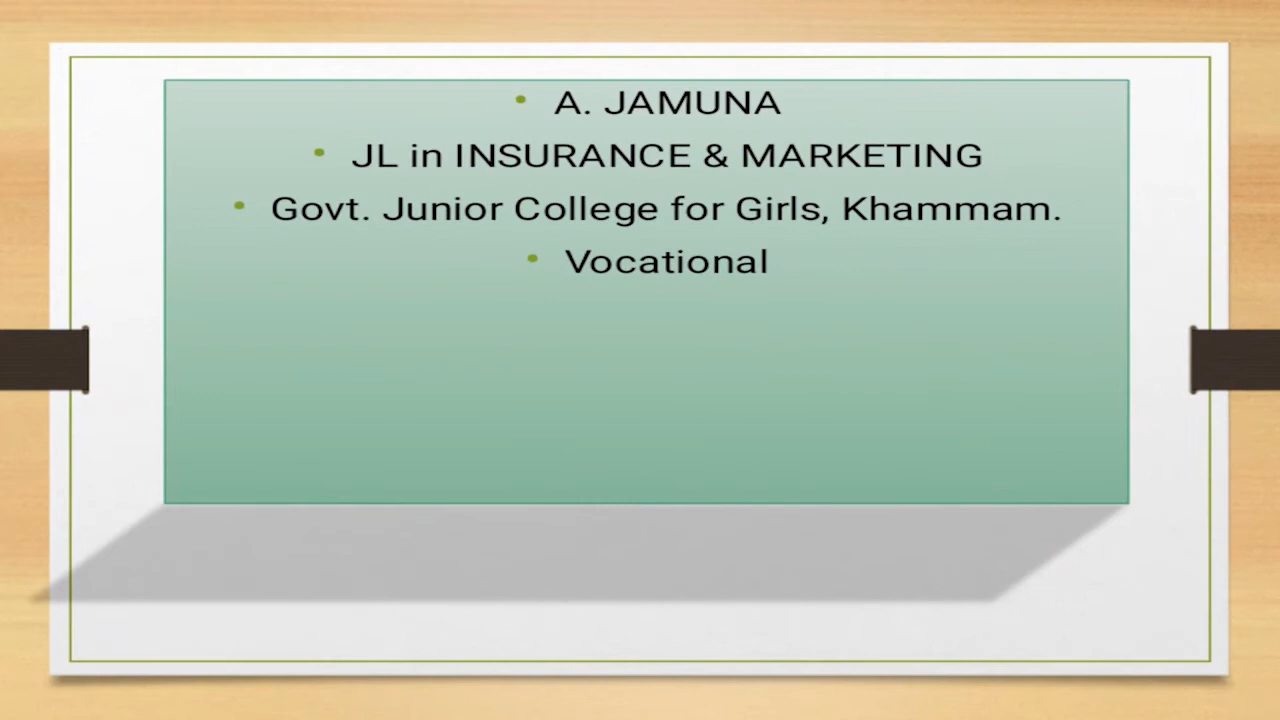 • A. JAMUNA
• JL in INSURANCE & MARKETING
• Govt. Junior College for Girls, Khammam.
• Vocational